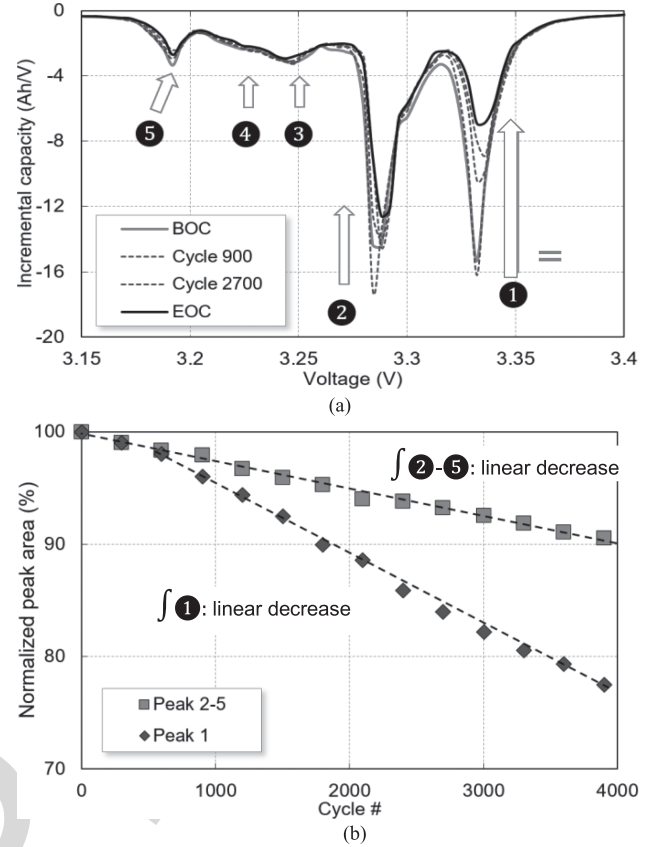 0
-4
-8
-12
-16
-20
Incremental capacity (Ah/V)
5
4
3
2
1
=
BOC
Cycle 900
Cycle 2700
EOC
3.15 3.2 3.25 3.3 3.35 3.4
Voltage (V)
(a)
100
90
80
70
Normalized peak area (%)
∫ 2-5: linear decrease
∫ 1: linear decrease
Peak 2-5
Peak 1
0 1000 2000 3000 4000
Cycle #
(b)